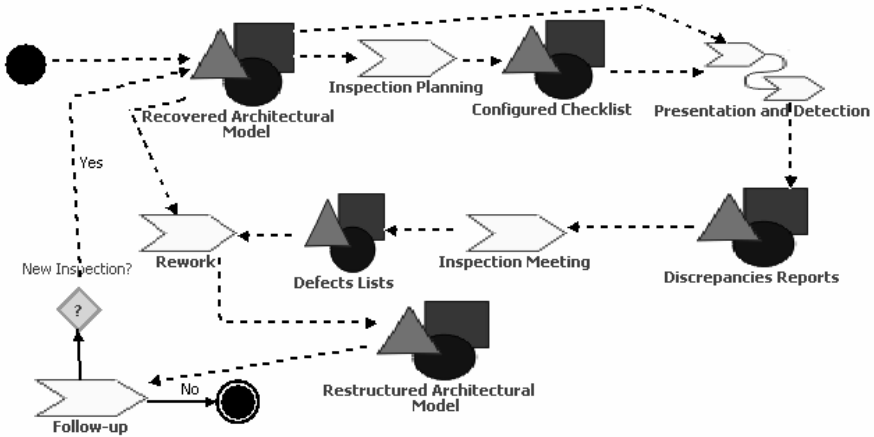 Inspection Planning
Configured Checklist
Presentation and Detection
Recovered Architectural
Model
Yes
Rework
Defects Lists
Inspection Meeting
Discrepancies Reports
New Inspection?
?
Restructured Architectural
Model
No
Follow-up